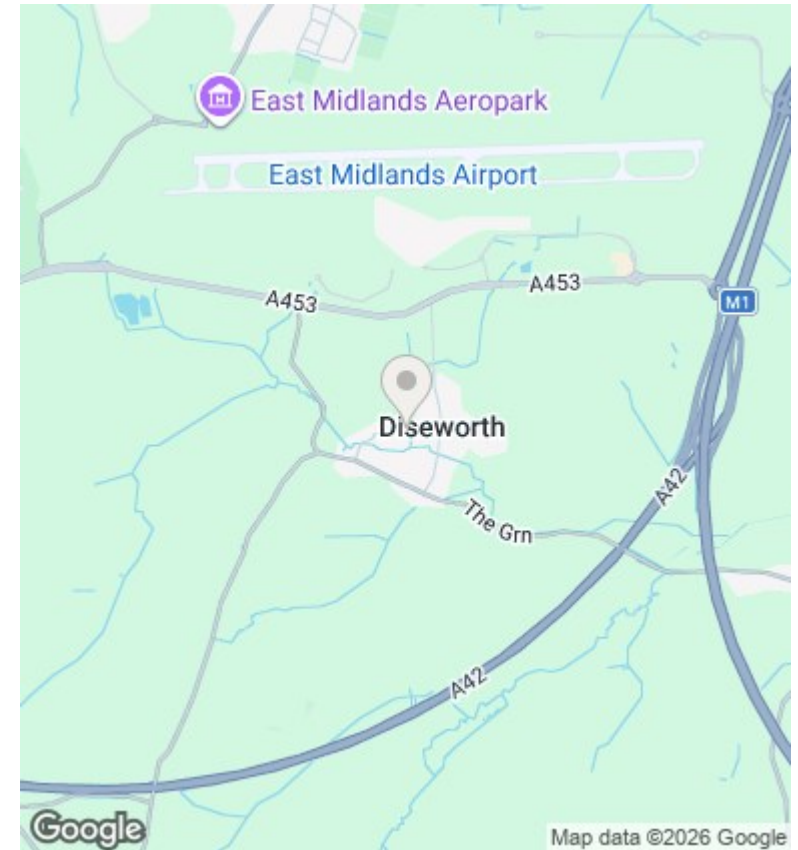 East Midlands Aeropark
East Midlands Airport
A453
A453
M1
Diseworth
A42
The Grn
A42
Google
Map data ©2026 Google